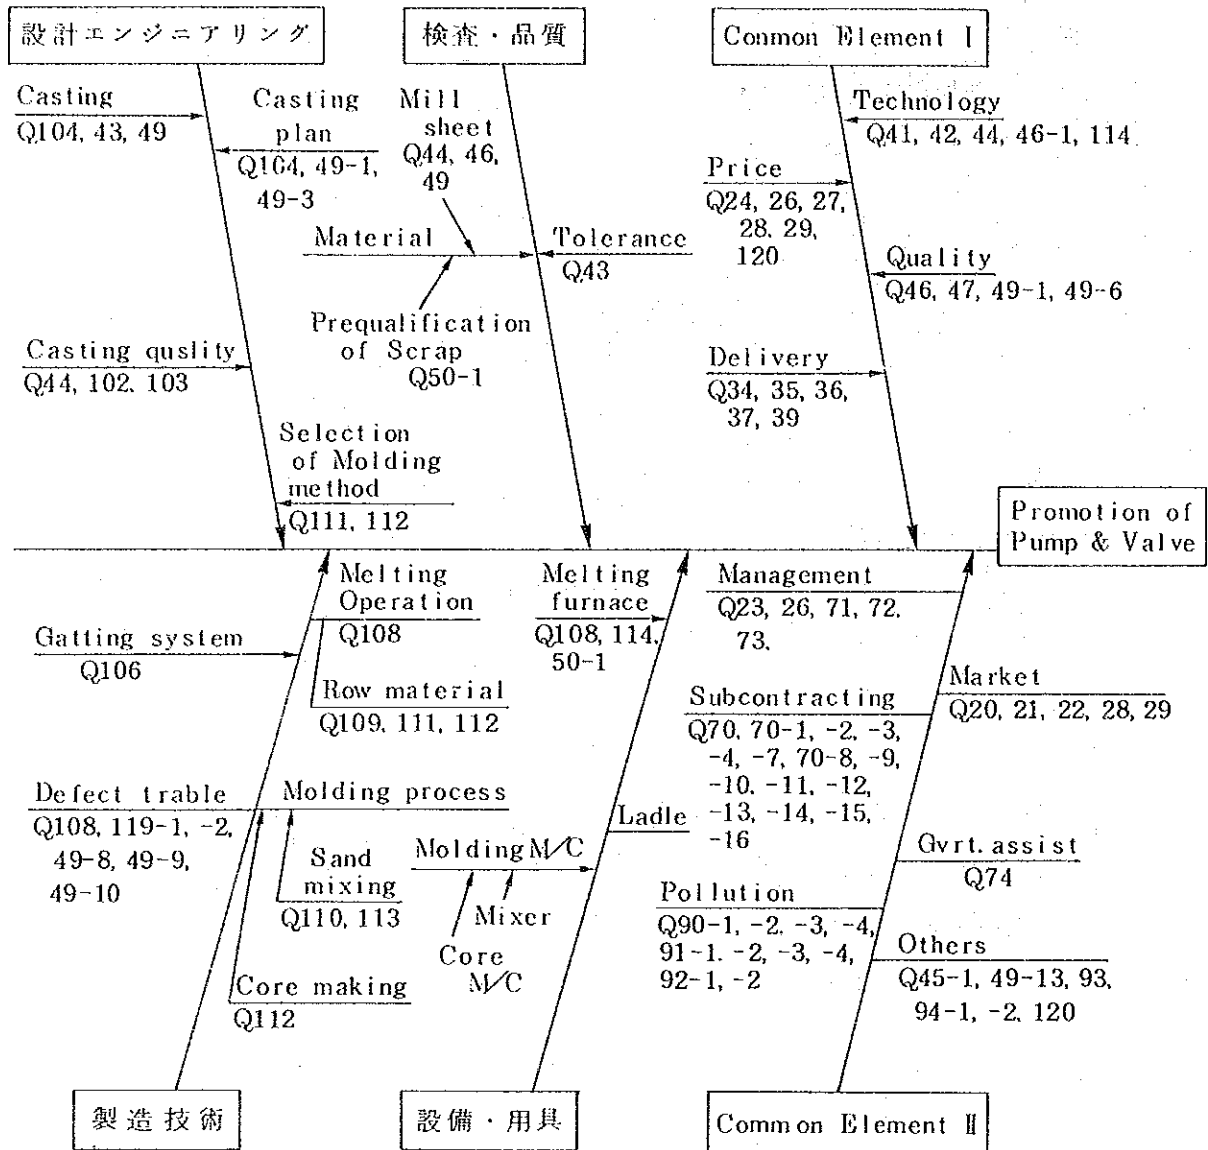 設計エンジニアリング
検査・品質
Conmon Element Ⅰ
Casting
Q104, 43, 49
Casting
plan
Q104, 49-1,
49-3
Casting quslity
Q44, 102. 103
Selection
of Molding
method
Q111, 112
Mill
sheet
Q44, 46,
49
Material
Prequalification
of Scrap
Q50-1
Tolerance
Q43
Technology
Q41, 42, 44, 46-1, 114
Price
Q24, 26, 27,
28. 29,
120
Quality
Q46, 47, 49-1, 49-6
Delivery
Q34, 35, 36,
37, 39
Promotion of
Pump & Valve
Melting
Operation
Q108
Gatting system
Q106
Row material
Q109, 111, 112
Defect trable
Q108, 119-1, -2,
49-8, 49-9,
49-10
Molding process
Sand
mixing
Q110, 113
Core making
Q112
Melting
furnace
Q108, 114,
50-1
Ladle
Molding M/C
Mixer
Core
M/C
Management
Q23, 26, 71, 72.
73.
Market
Q20, 21, 22, 28, 29
Subcontracting
Q70. 70-1, -2, -3,
-4, -7, 70-8, -9,
-10. -11, -12,
-13, -14, -15,
-16
Gvrt. assist
Q74
Pollution
Q90-1, -2. -3, -4,
91-1. -2, -3, -4,
92-1, -2
Others
Q45-1, 49-13, 93,
94-1, -2. 120
製造技術
設備・用具
Common Element Ⅱ